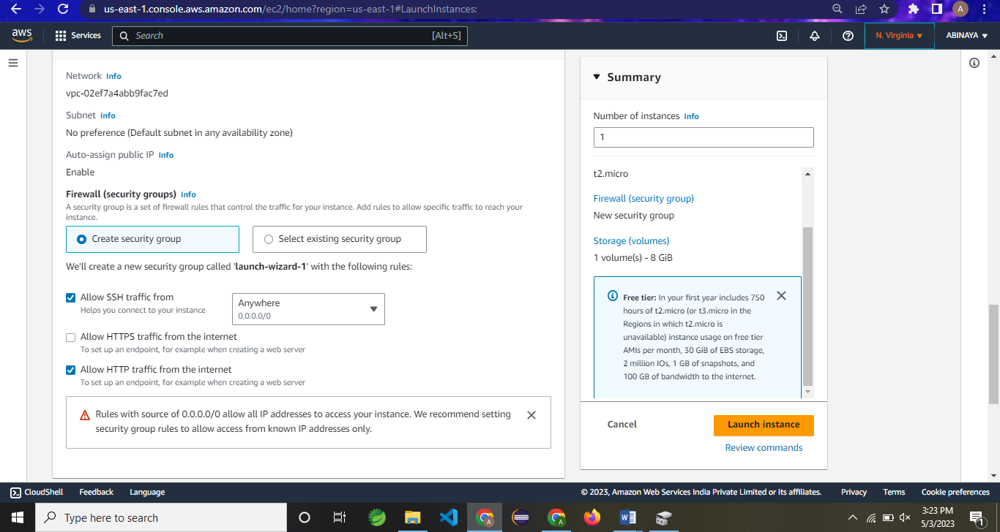 us-east-1.console.aws.amazon.com/ec2/home?region=us-east-1#LaunchInstances:
A
aws
Services
Search
[Alt+S]
N. Virginia
ABINAYA
Network Info
vpc-02ef7a4abb9fac7ed
Subnet Info
No preference (Default subnet in any availability zone)
Auto-assign public IP Info
Enable
Firewall (security groups) Info
A security group is a set of firewall rules that control the traffic for your instance. Add rules to allow specific traffic to reach your
instance.
Create security group
Select existing security group
We'll create a new security group called 'launch-wizard-1' with the following rules:
Allow SSH traffic from
Helps you connect to your instance
Anywhere
0.0.0.0/0
Allow HTTPS traffic from the internet
To set up an endpoint, for example when creating a web server
Allow HTTP traffic from the internet
To set up an endpoint, for example when creating a web server
Rules with source of 0.0.0.0/0 allow all IP addresses to access your instance. We recommend setting
security group rules to allow access from known IP addresses only.
Summary
Number of instances Info
1
t2.micro
Firewall (security group)
New security group
Storage (volumes)
1 volume(s) - 8 GiB
Free tier: In your first year includes 750
hours of t2.micro (or t3.micro in the
Regions in which t2.micro is
unavailable) instance usage on free tier
AMIs per month, 30 GiB of EBS storage,
2 million IOs, 1 GB of snapshots, and
100 GB of bandwidth to the internet.
Cancel
Launch instance
Review commands
CloudShell
Feedback
Language
© 2023, Amazon Web Services India Private Limited or its affiliates.
Privacy
Terms
Cookie preferences
Type here to search
A
A
W
3:23 PM
5/3/2023
1